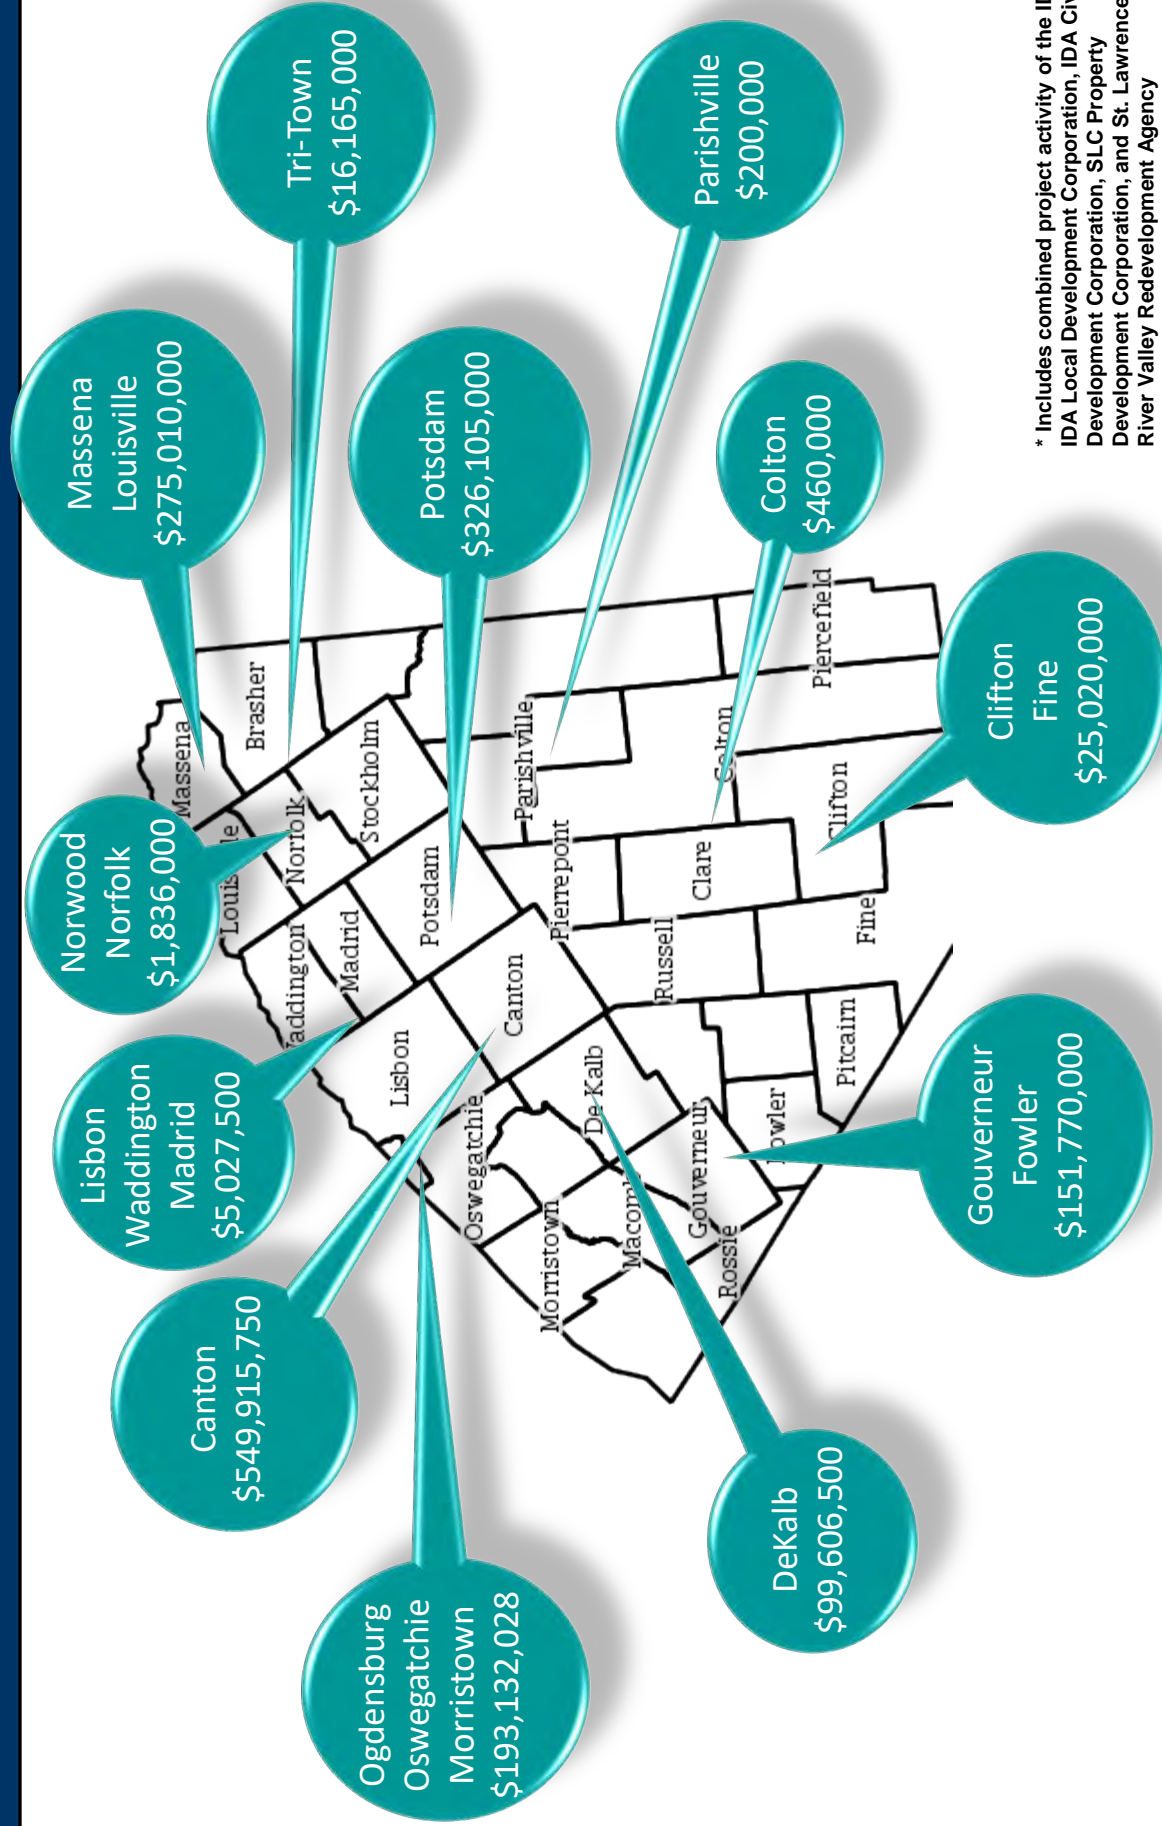 Massena
Louisville
$275,010,000
Norwood
Norfolk
$1,836,000
Lisbon
Waddington
Madrid
$5,027,500
Canton
$549,915,750
Ogdensburg
Oswegatchie
Morristown
$193,132,028
Tri-Town
$16,165,000
Potsdam
$326,105,000
Parishville
$200,000
Colton
$460,000
Clifton
Fine
$25,020,000
Gouverneur
Fowler
$151,770,000
DeKalb
$99,606,500
Massena
Brasher
Norfolk
Stockholm
Madrid
Potsdam
Lisbon
Canton
Oswegatchie
Morristown
Macomb
De Kalb
Gouverneur
Rossie
Pitcairn
Fine
Russell
Pierrepont
Parishville
Clare
Colton
Clifton
Piercefield
* Includes combined project activity of the
IDA Local Development Corporation, IDA
Development Corporation, SLC Property
Development Corporation, and St. Lawrence
River Valley Redevelopment Agency